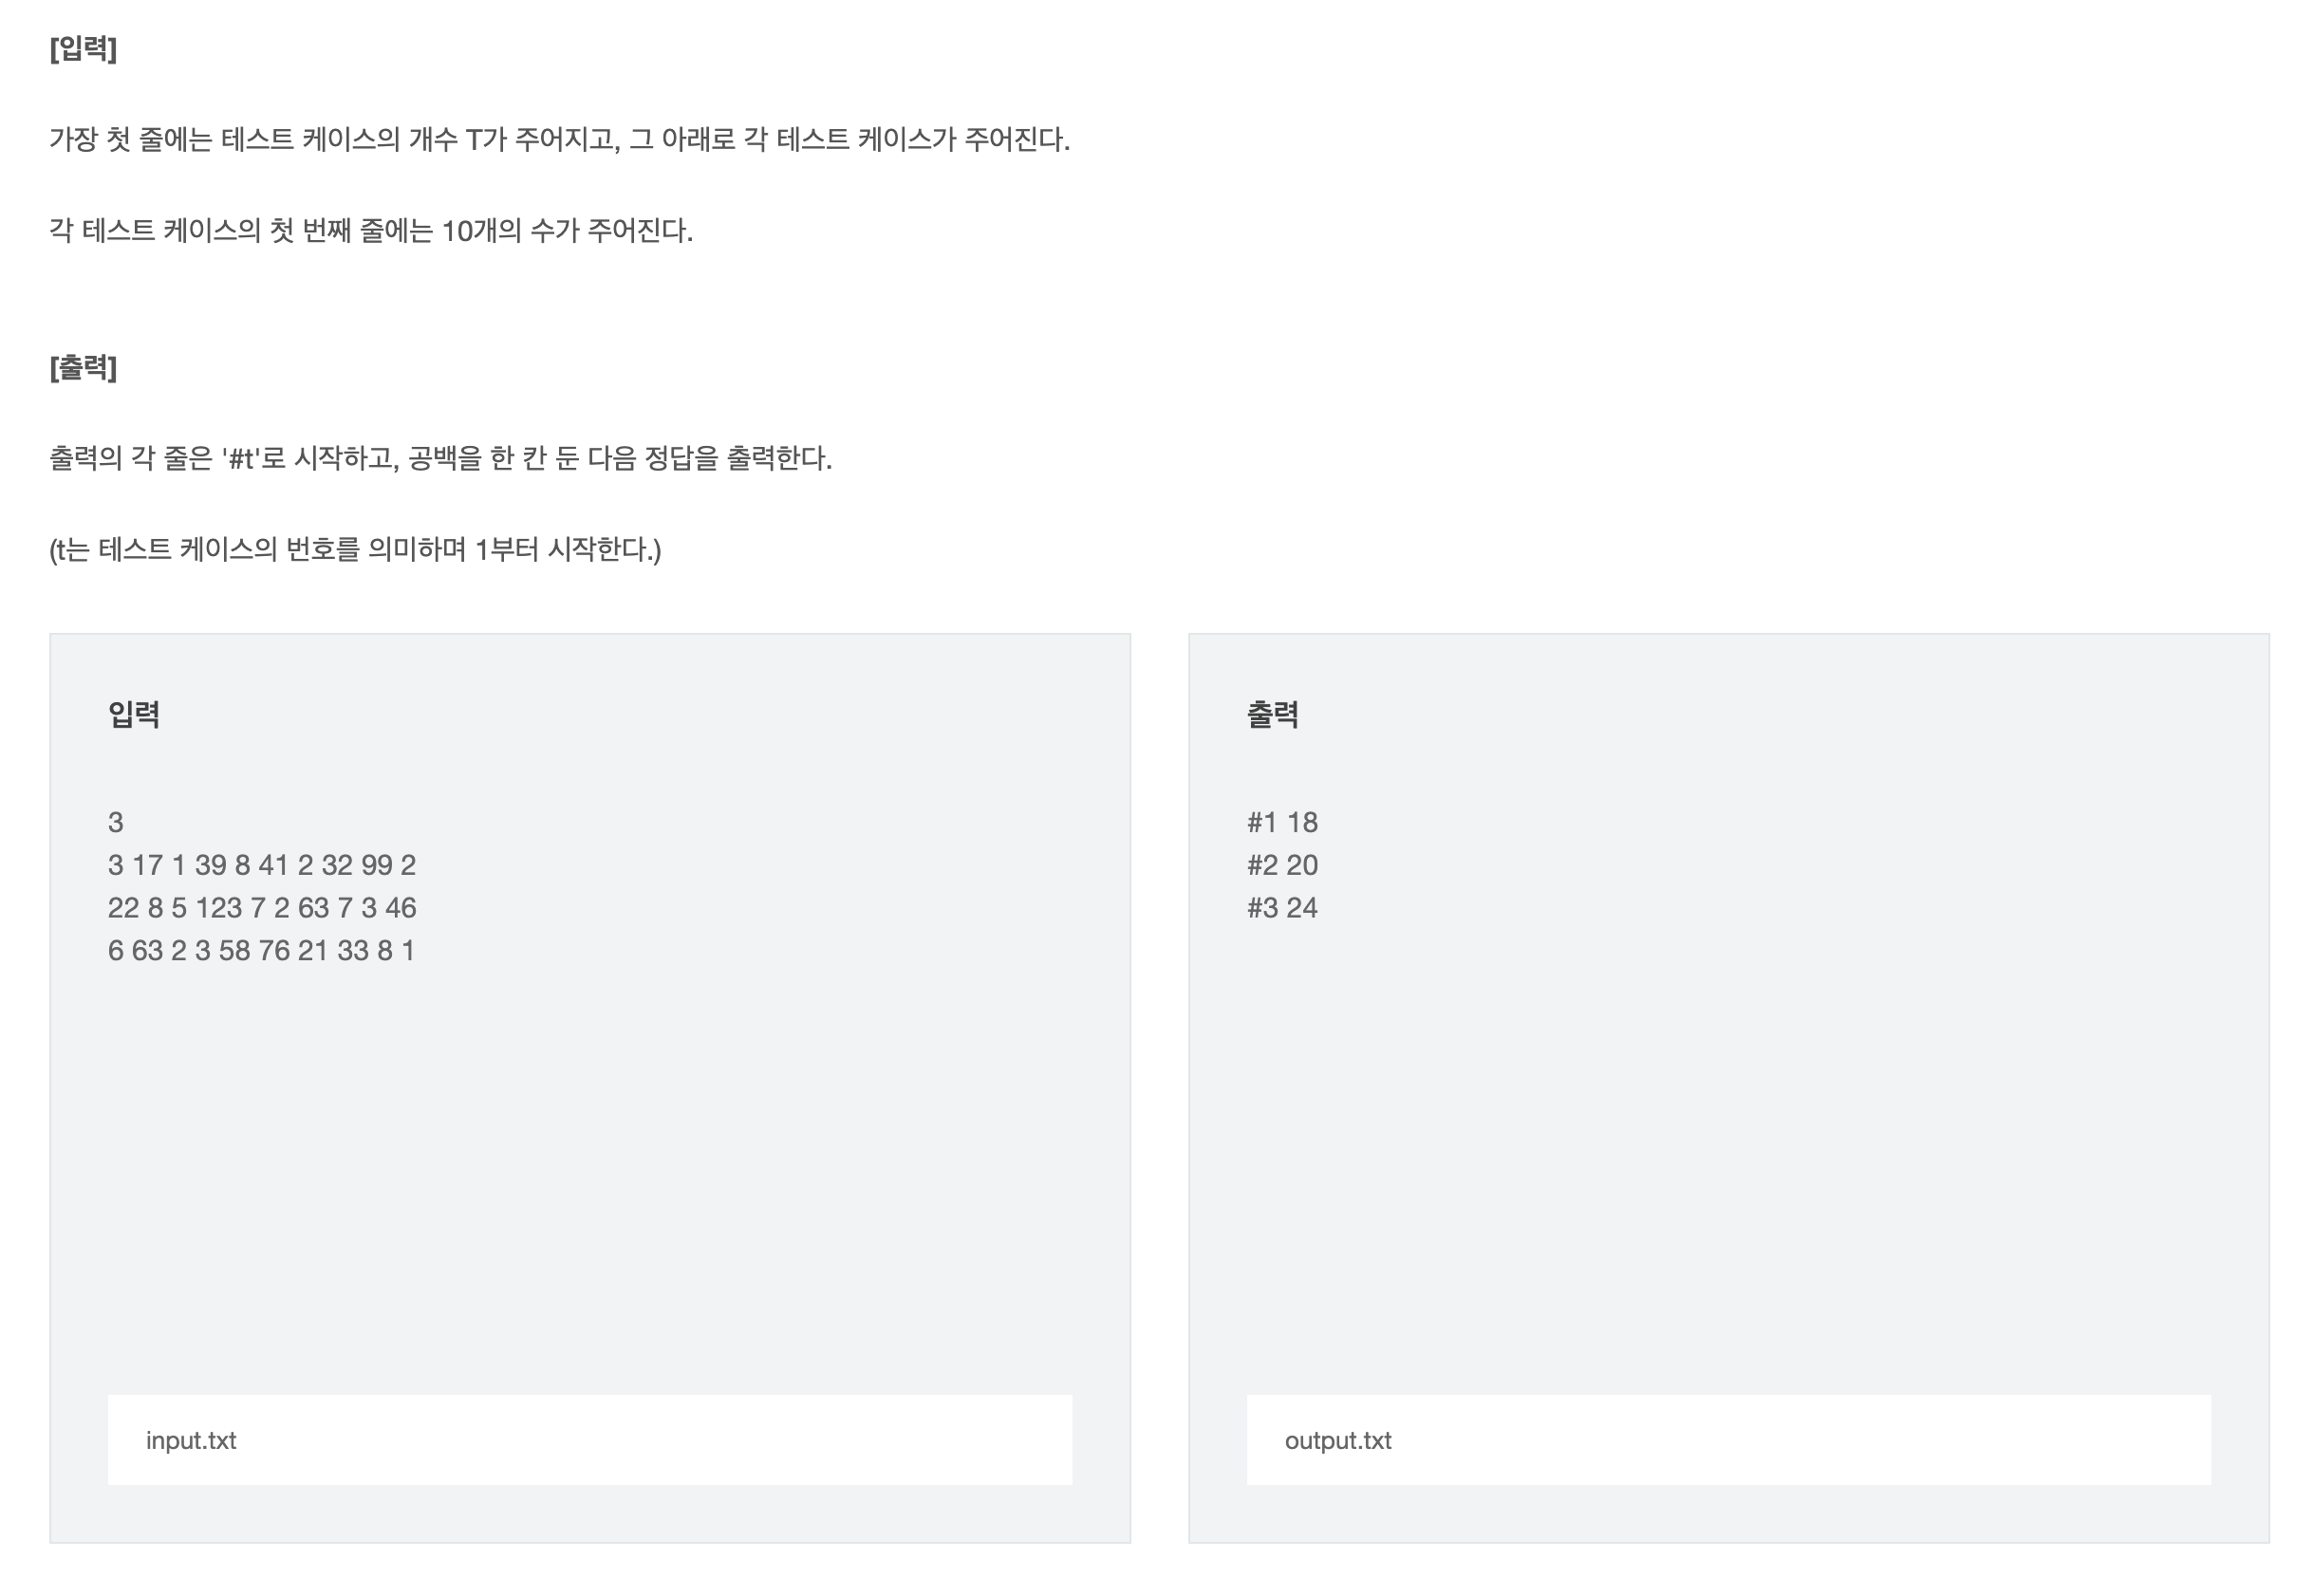 [입력]
가장 첫 줄에는 테스트 케이스의 개수 T가 주어지고, 그 아래로 각 테스트 케이스가 주어진다.
각 테스트 케이스의 첫 번째 줄에는 10개의 수가 주어진다.
[출력]
출력의 각 줄은 '#t'로 시작하고, 공백을 한 칸 둔 다음 정답을 출력한다.
(t는 테스트 케이스의 번호를 의미하며 1부터 시작한다.)
입력
3
3 17 1 39 8 41 2 32 99 2
22 8 5 123 7 2 63 7 3 46
6 63 2 3 58 76 21 33 8 1
input.txt
출력
#1 18
#2 20
#3 24
output.txt